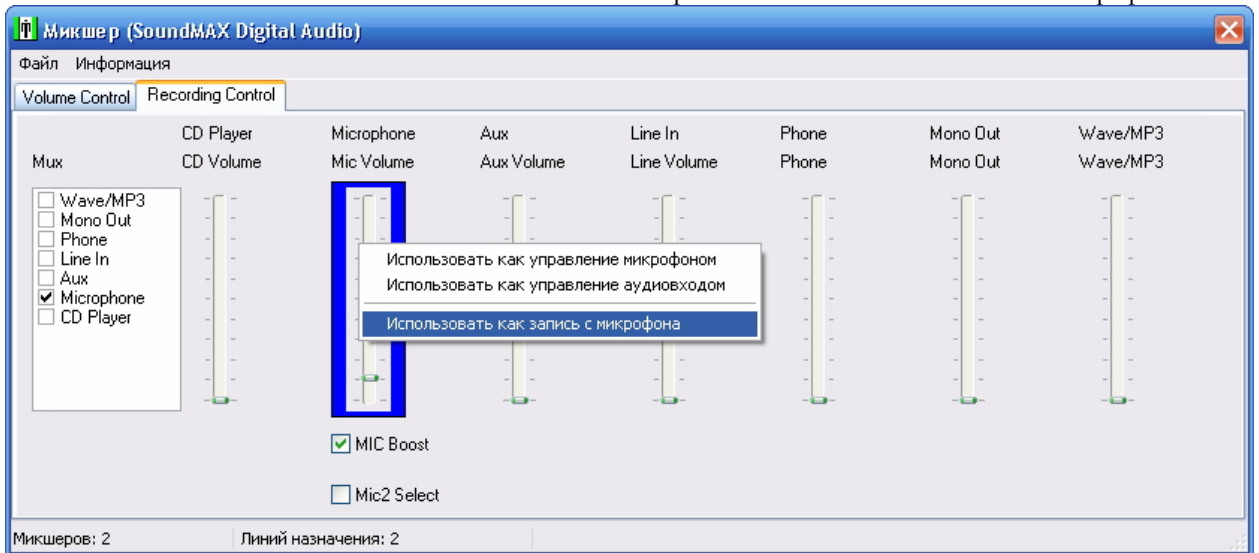 Микшер (SoundMAX Digital Audio)
Файл Информация
Volume Control Recording Control
CD Player Microphone Aux Line In Phone Mono Out Wave/MP3
Mux CD Volume Mic Volume Aux Volume Line Volume Phone Mono Out Wave/MP3
Wave/MP3
Mono Out
Phone
Line In
Aux
Microphone
CD Player
Использовать как управление микрофоном
Использовать как управление аудиовходом
Использовать как запись с микрофона
MIC Boost
Mic2 Select
Микшеров: 2 Линий назначения: 2